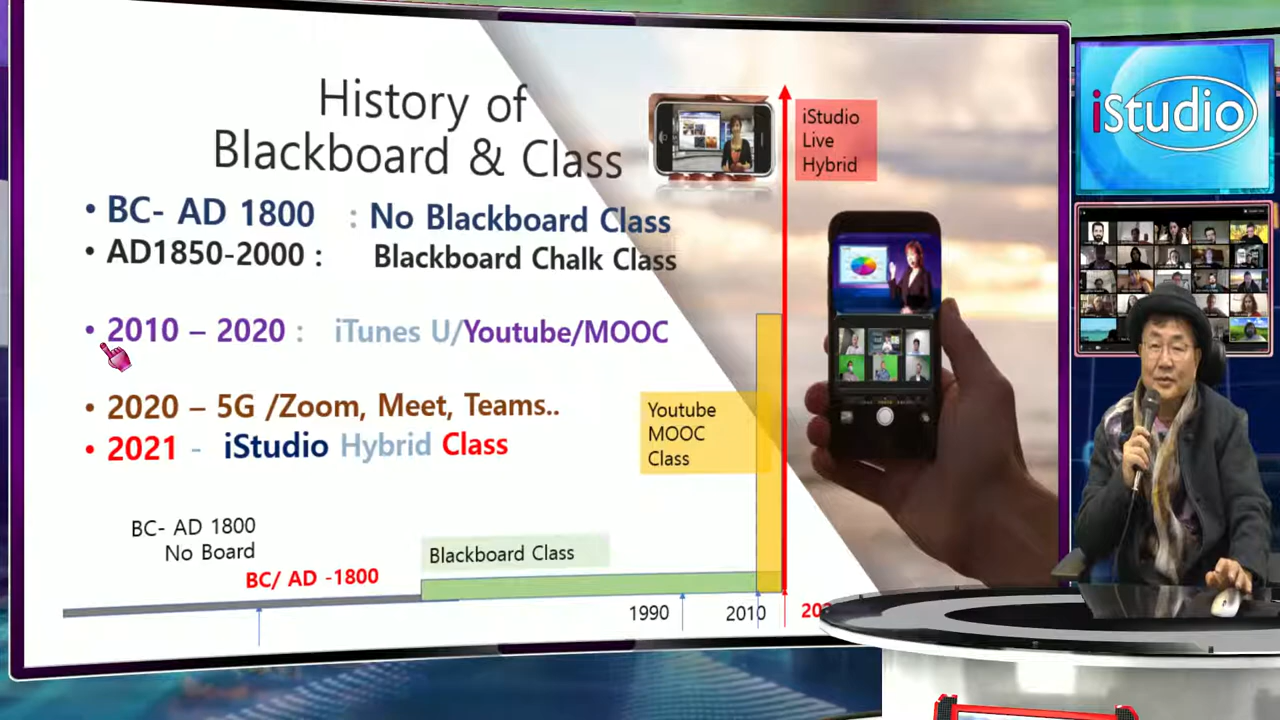 History of
Blackboard & Class
• BC- AD 1800 : No Blackboard Class
• AD1850-2000 : Blackboard Chalk Class
• 2010 – 2020 : iTunes U/Youtube/MOOC
• 2020 – 5G /Zoom, Meet, Teams..
• 2021 - iStudio Hybrid Class
iStudio
Live
Hybrid
Youtube
MOOC
Class
BC- AD 1800
No Board
BC/ AD -1800
Blackboard Class
1990
2010
iStudio